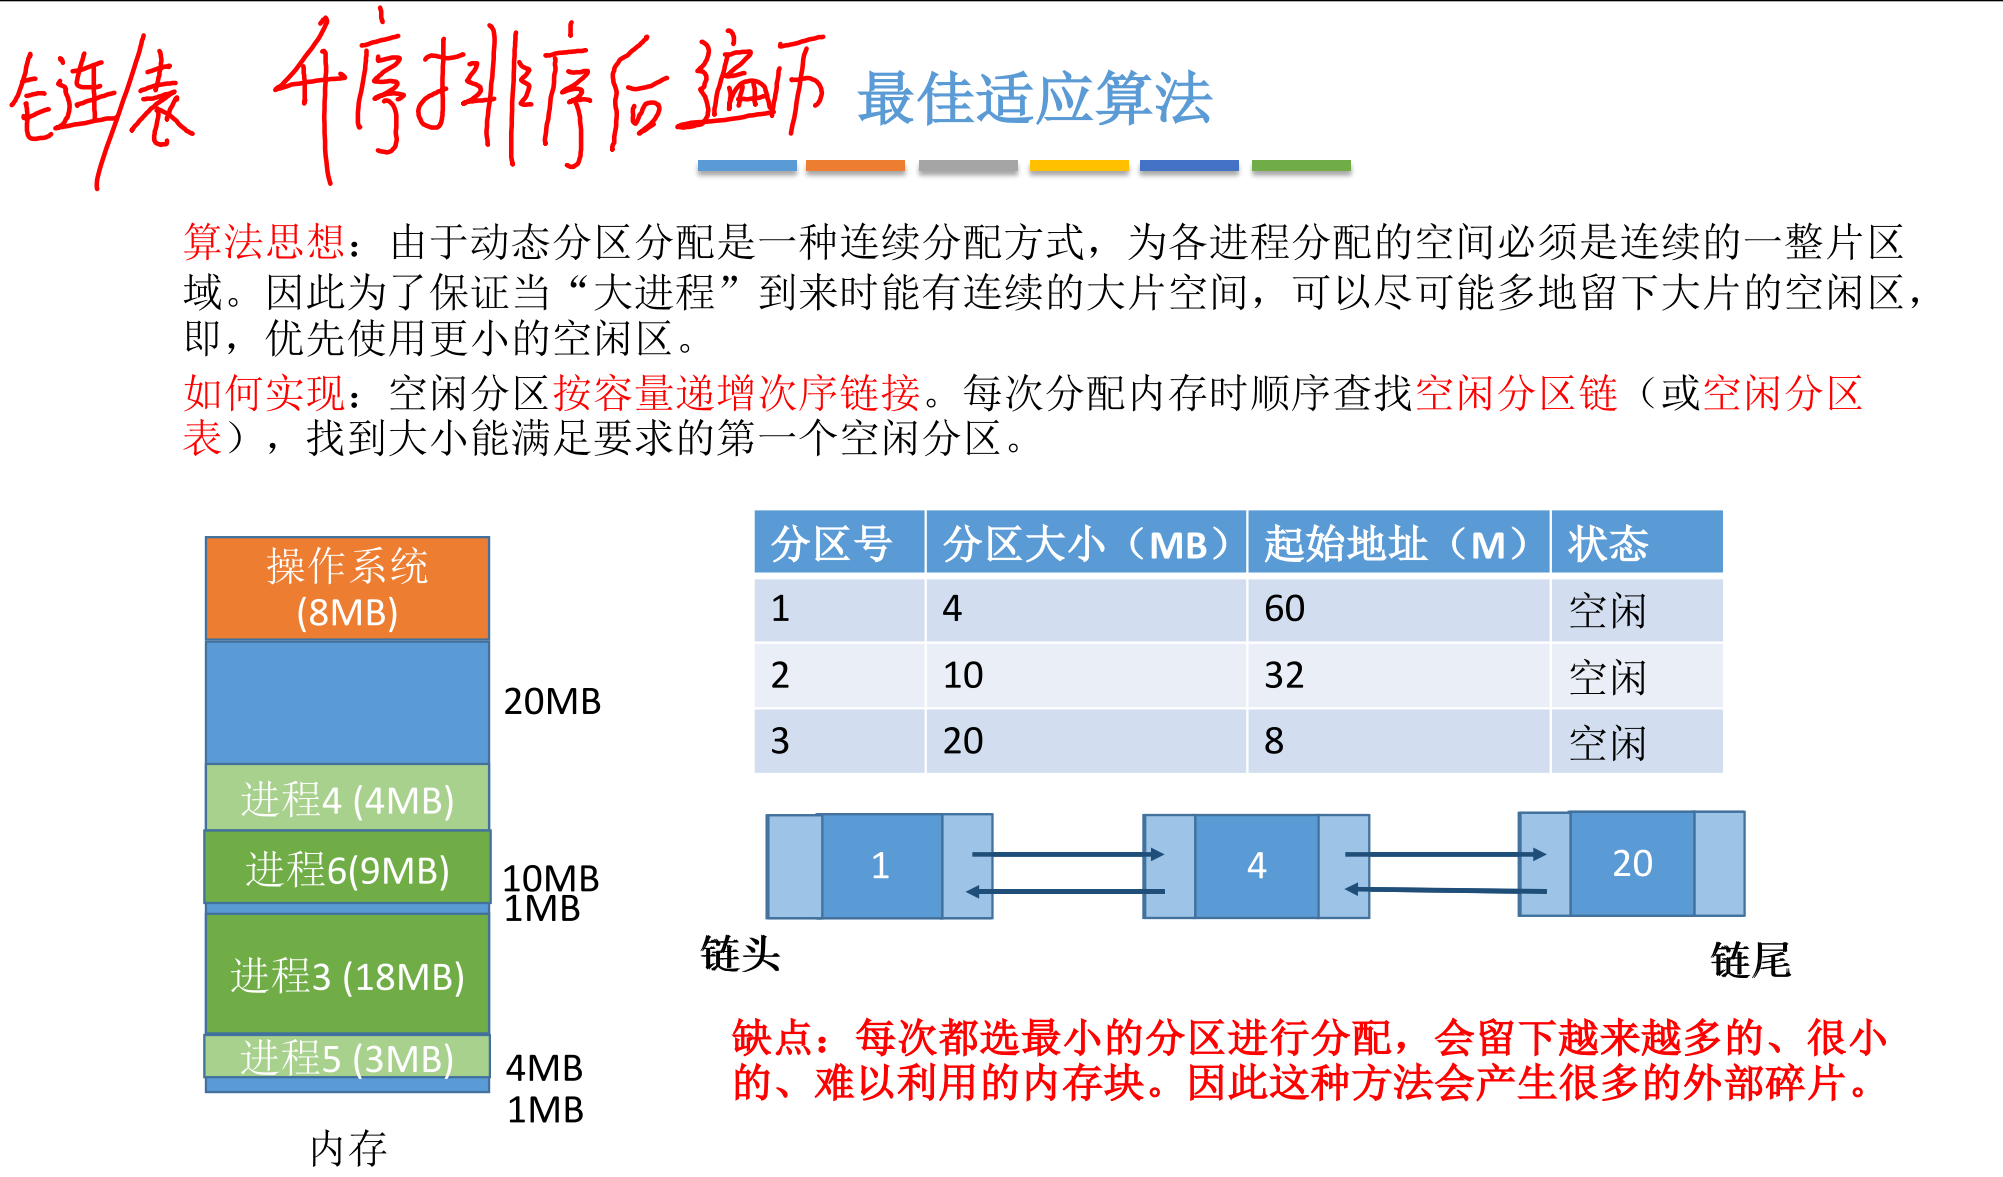 链表 升序排序后遍历
最佳适应算法
算法思想：由于动态分区分配是一种连续分配方式，为各进程分配的空间必须是连续的一整片区
域。因此为了保证当“大进程”到来时能有连续的大片空间，可以尽可能多地留下大片的空闲区，
即，优先使用更小的空闲区。
如何实现：空闲分区按容量递增次序链接。每次分配内存时顺序查找空闲分区链（或空闲分区
表），找到大小能满足要求的第一个空闲分区。
操作系统
(8MB)
20MB
进程4 (4MB)
进程6(9MB)
10MB
1MB
进程3 (18MB)
进程5 (3MB)
4MB
1MB
内存
分区号 分区大小（MB） 起始地址（M） 状态
1 4 60 空闲
2 10 32 空闲
3 20 8 空闲
1 4 20
链头
链尾
缺点：每次都选最小的分区进行分配，会留下越来越多的、很小
的、难以利用的内存块。因此这种方法会产生很多的外部碎片。